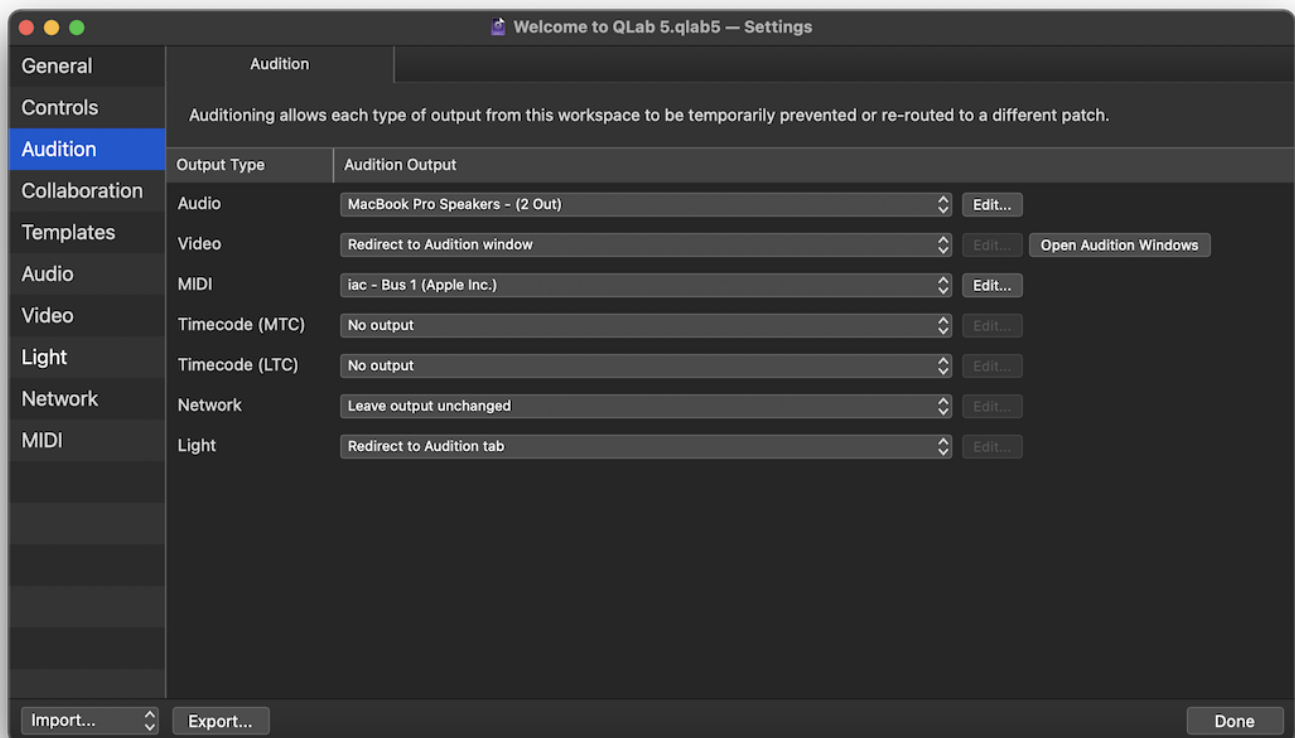 Welcome to QLab 5.qlab5 — Settings
General
Controls
Audition
Collaboration
Templates
Audio
Video
Light
Network
MIDI
Audition
Auditioning allows each type of output from this workspace to be temporarily prevented or re-routed to a different patch.
Output Type Audition Output
Audio MacBook Pro Speakers - (2 Out) Edit...
Video Redirect to Audition window Edit... Open Audition Windows
MIDI iac - Bus 1 (Apple Inc.) Edit...
Timecode (MTC) No output Edit...
Timecode (LTC) No output Edit...
Network Leave output unchanged Edit...
Light Redirect to Audition tab Edit...
Import... Export... Done